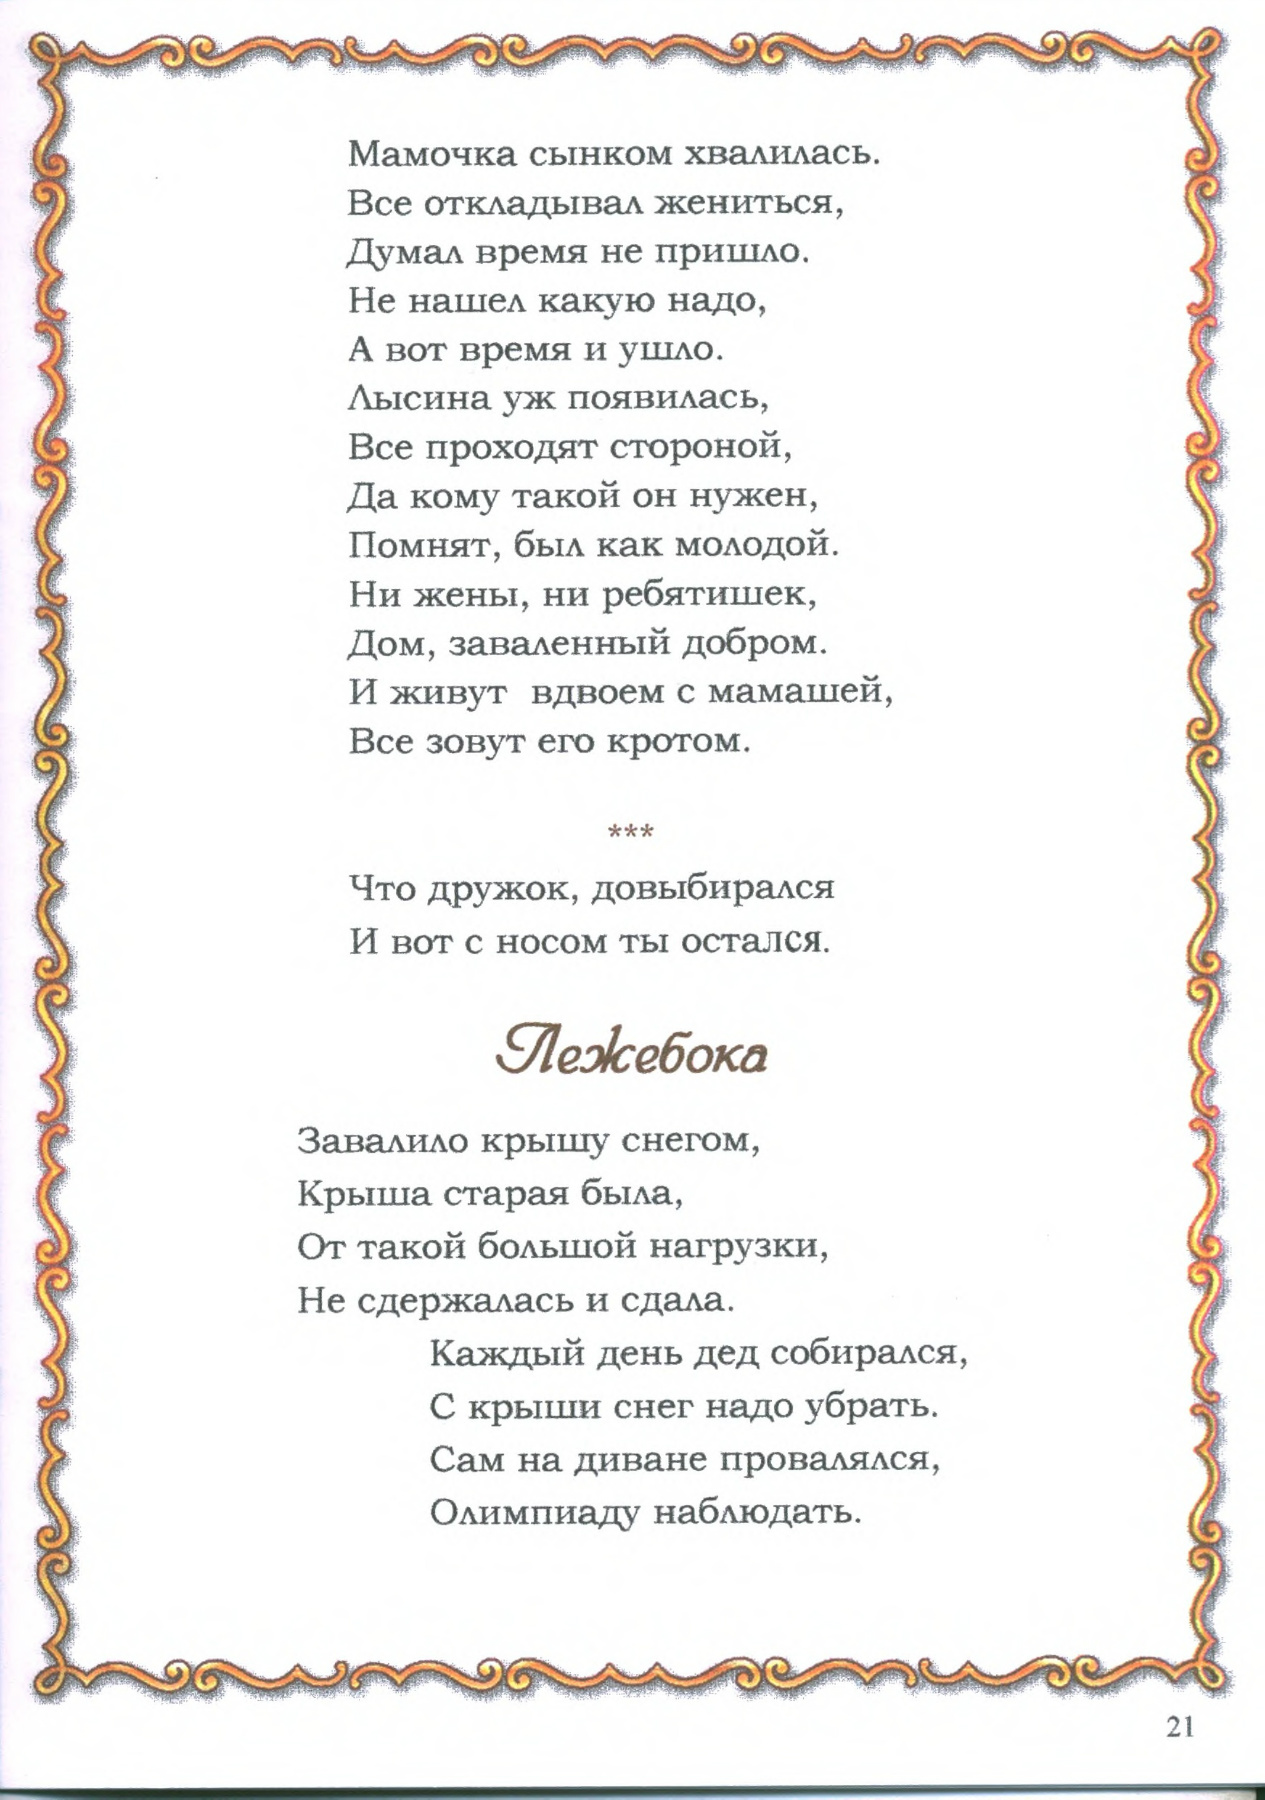 Мамочка сынком хвалилась.
Все откладывал жениться,
Думал время не пришло.
Не нашел какую надо,
А вот время и ушло.
Лысина уж появилась,
Все проходят стороной,
Да кому такой он нужен,
Помнят, был как молодой.
Ни жены, ни ребятишек,
Дом, заваленный добром.
И живут вдвоем с мамашей,
Все зовут его кротом.
***
Что дружок, довыбирался
И вот с носом ты остался.
Лежебока
Завалило крышу снегом,
Крыша старая была,
От такой большой нагрузки,
Не сдержалась и сдала.
Каждый день дед собирался,
С крыши снег надо убрать.
Сам на диване провалялся,
Олимпиаду наблюдать.
21